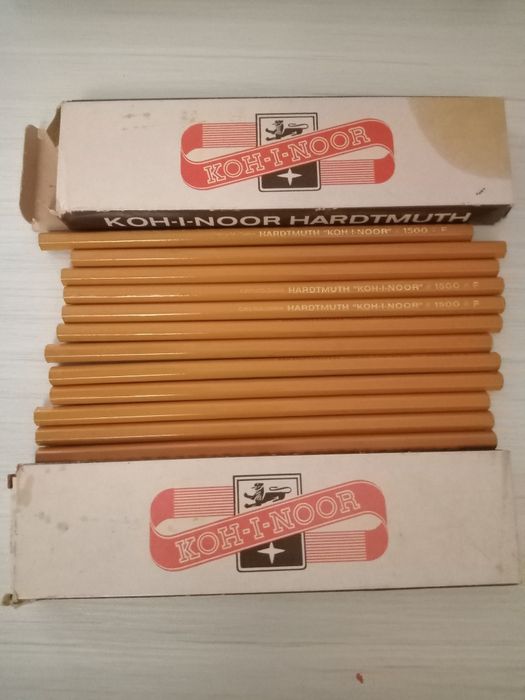 KOH-I-NOOR
KOH-I-NOOR HARDTMUTH
HARDTMUTH "KOH-I-NOOR" 1500 F
HARDTMUTH "KOH-I-NOOR" 1500 F
HARDTMUTH "KOH-I-NOOR" 1500 F
KOH-I-NOOR